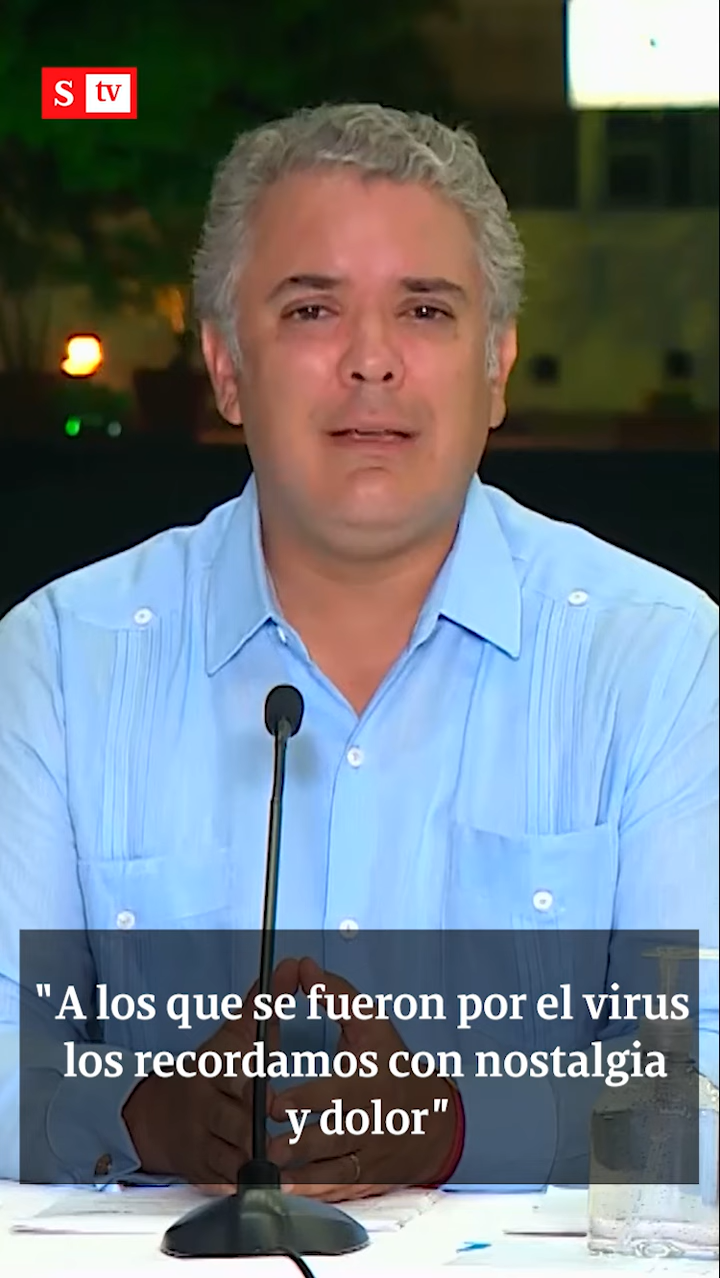 S tv
"A los que se fueron por el virus
los recordamos con nostalgia
y dolor"